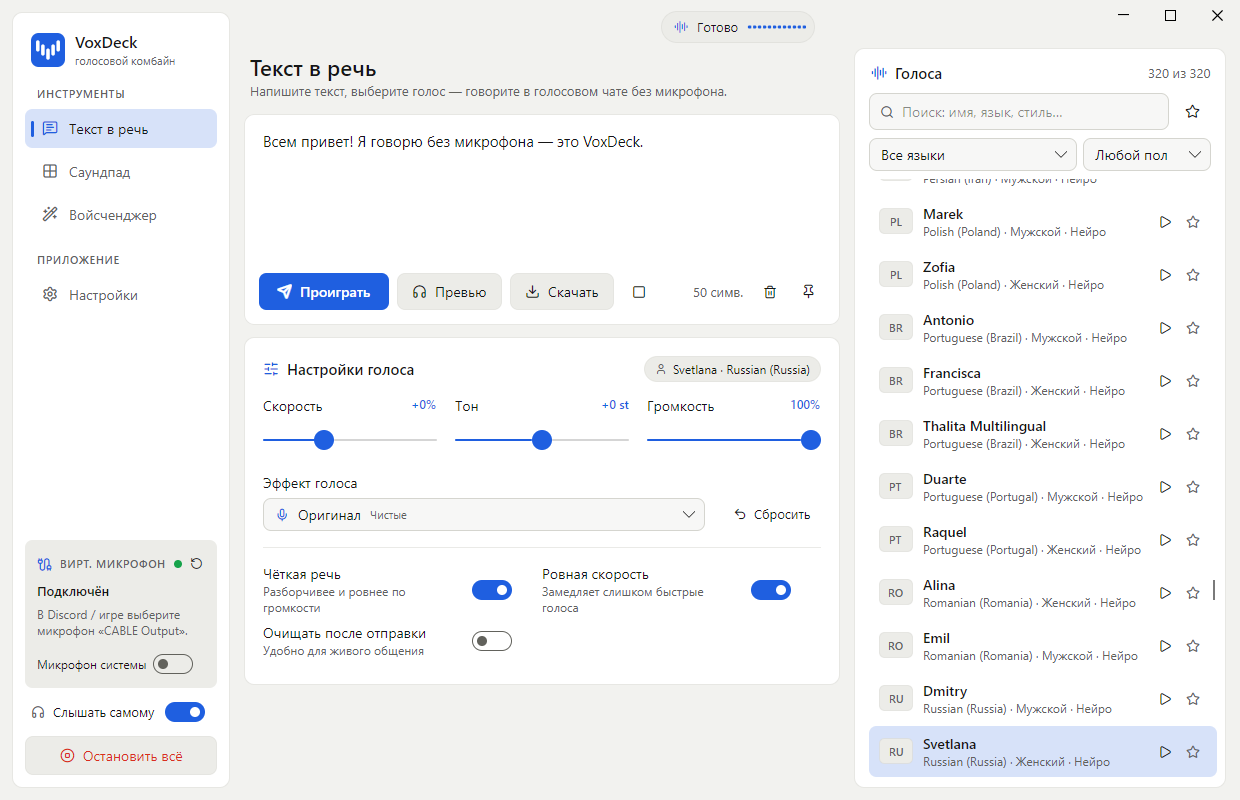 VoxDeck
голосовой комбайн
ИНСТРУМЕНТЫ
Текст в речь
Саундпад
Войсченджер
ПРИЛОЖЕНИЕ
Настройки
ВИРТ. МИКРОФОН
Подключён
В Discord / игре выберите
микрофон «CABLE Output».
Микрофон системы
Слышать самому
Остановить всё
Готово
Текст в речь
Напишите текст, выберите голос — говорите в голосовом чате без микрофона.
Всем привет! Я говорю без микрофона — это VoxDeck.
Проиграть
Превью
Скачать
50 симв.
Настройки голоса
Svetlana · Russian (Russia)
Скорость +0%
Тон +0 st
Громкость 100%
Эффект голоса
Оригинал Чистые
Сбросить
Чёткая речь
Разборчивее и ровнее по
громкости
Ровная скорость
Замедляет слишком быстрые
голоса
Очищать после отправки
Удобно для живого общения
Голоса
320 из 320
Поиск: имя, язык, стиль...
Все языки
Любой пол
Persian (Iran) · Мужской · Нейро
PL
Marek
Polish (Poland) · Мужской · Нейро
PL
Zofia
Polish (Poland) · Женский · Нейро
BR
Antonio
Portuguese (Brazil) · Мужской · Нейро
BR
Francisca
Portuguese (Brazil) · Женский · Нейро
BR
Thalita Multilingual
Portuguese (Brazil) · Женский · Нейро
PT
Duarte
Portuguese (Portugal) · Мужской · Нейро
PT
Raquel
Portuguese (Portugal) · Женский · Нейро
RO
Alina
Romanian (Romania) · Женский · Нейро
RO
Emil
Romanian (Romania) · Мужской · Нейро
RU
Dmitry
Russian (Russia) · Мужской · Нейро
RU
Svetlana
Russian (Russia) · Женский · Нейро